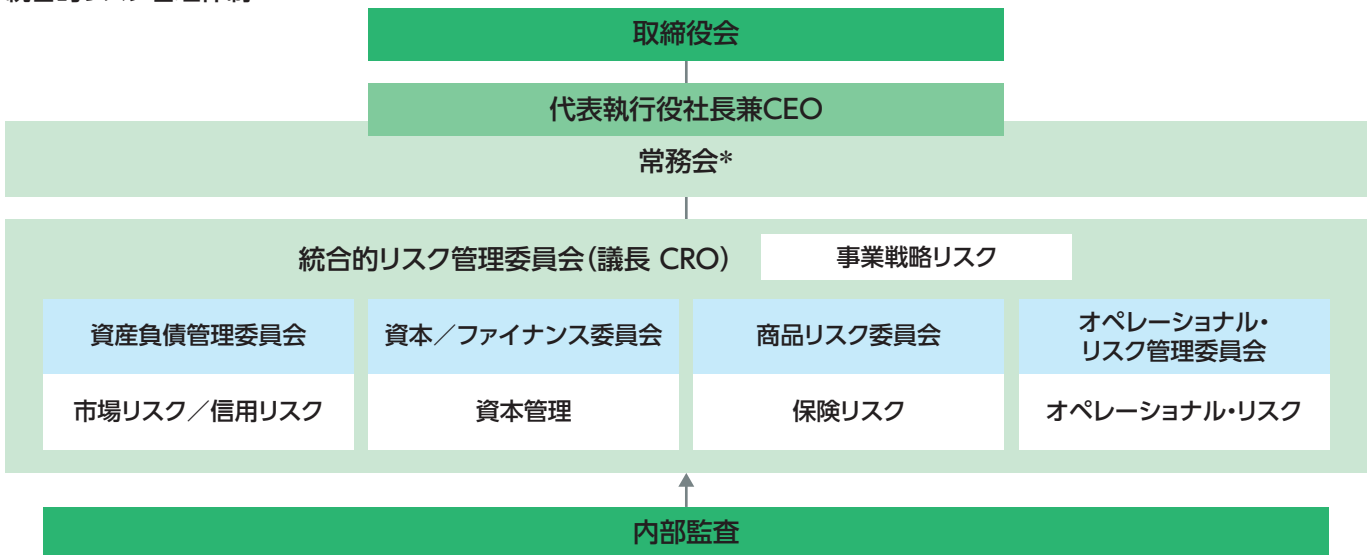 取締役会
代表執行役社長兼CEO
常務会*
統合的リスク管理委員会（議長 CRO）
事業戦略リスク
資産負債管理委員会
資本／ファイナンス委員会
商品リスク委員会
オペレーショナル・
リスク管理委員会
市場リスク／信用リスク
資本管理
保険リスク
オペレーショナル・リスク
内部監査